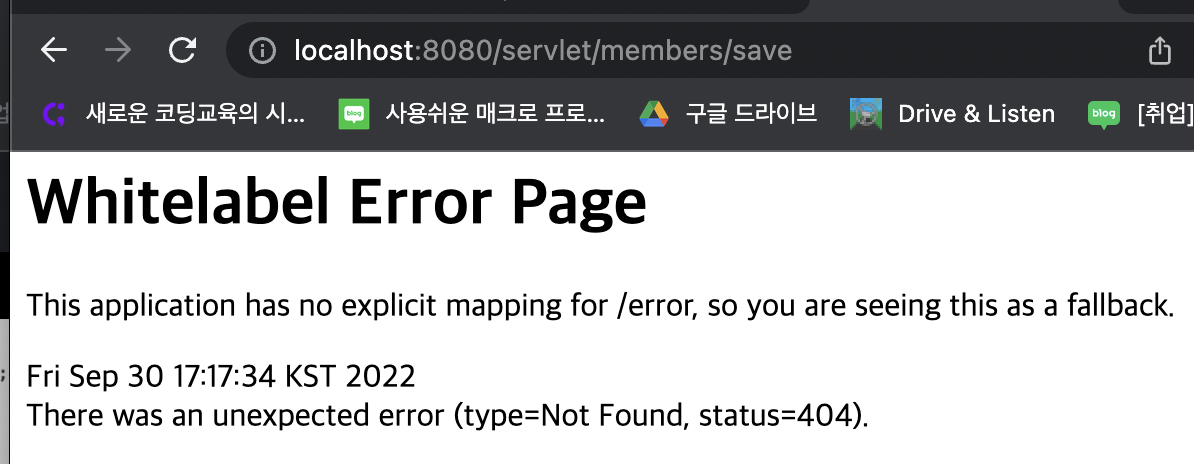 localhost:8080/servlet/members/save
새로운 코딩교육의 시... blog 사용쉬운 매크로 프로... 구글 드라이브 Drive & Listen blog [취업]
Whitelabel Error Page
This application has no explicit mapping for /error, so you are seeing this as a fallback.
Fri Sep 30 17:17:34 KST 2022
There was an unexpected error (type=Not Found, status=404).